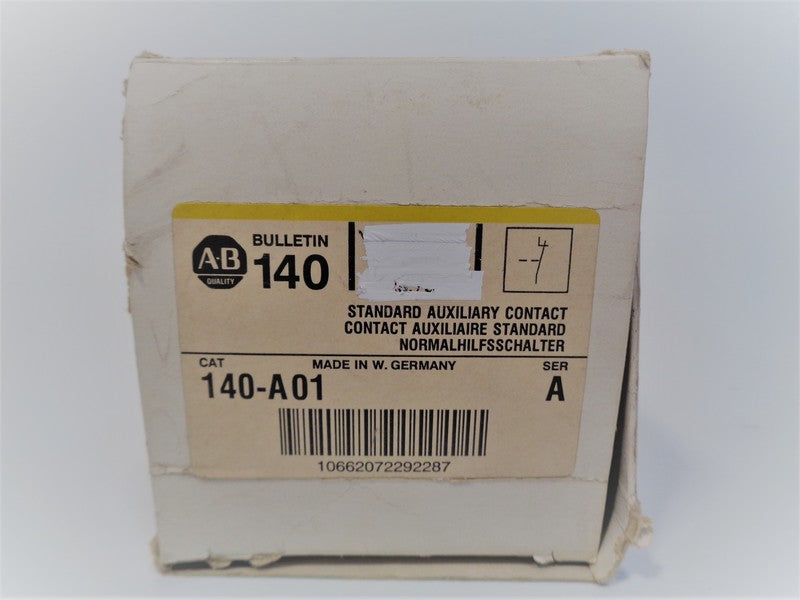 A-B
QUALITY
BULLETIN
140
STANDARD AUXILIARY CONTACT
CONTACT AUXILIAIRE STANDARD
NORMALHILFSSCHALTER
CAT
MADE IN W. GERMANY
SER
140-A01
A
10662072292287